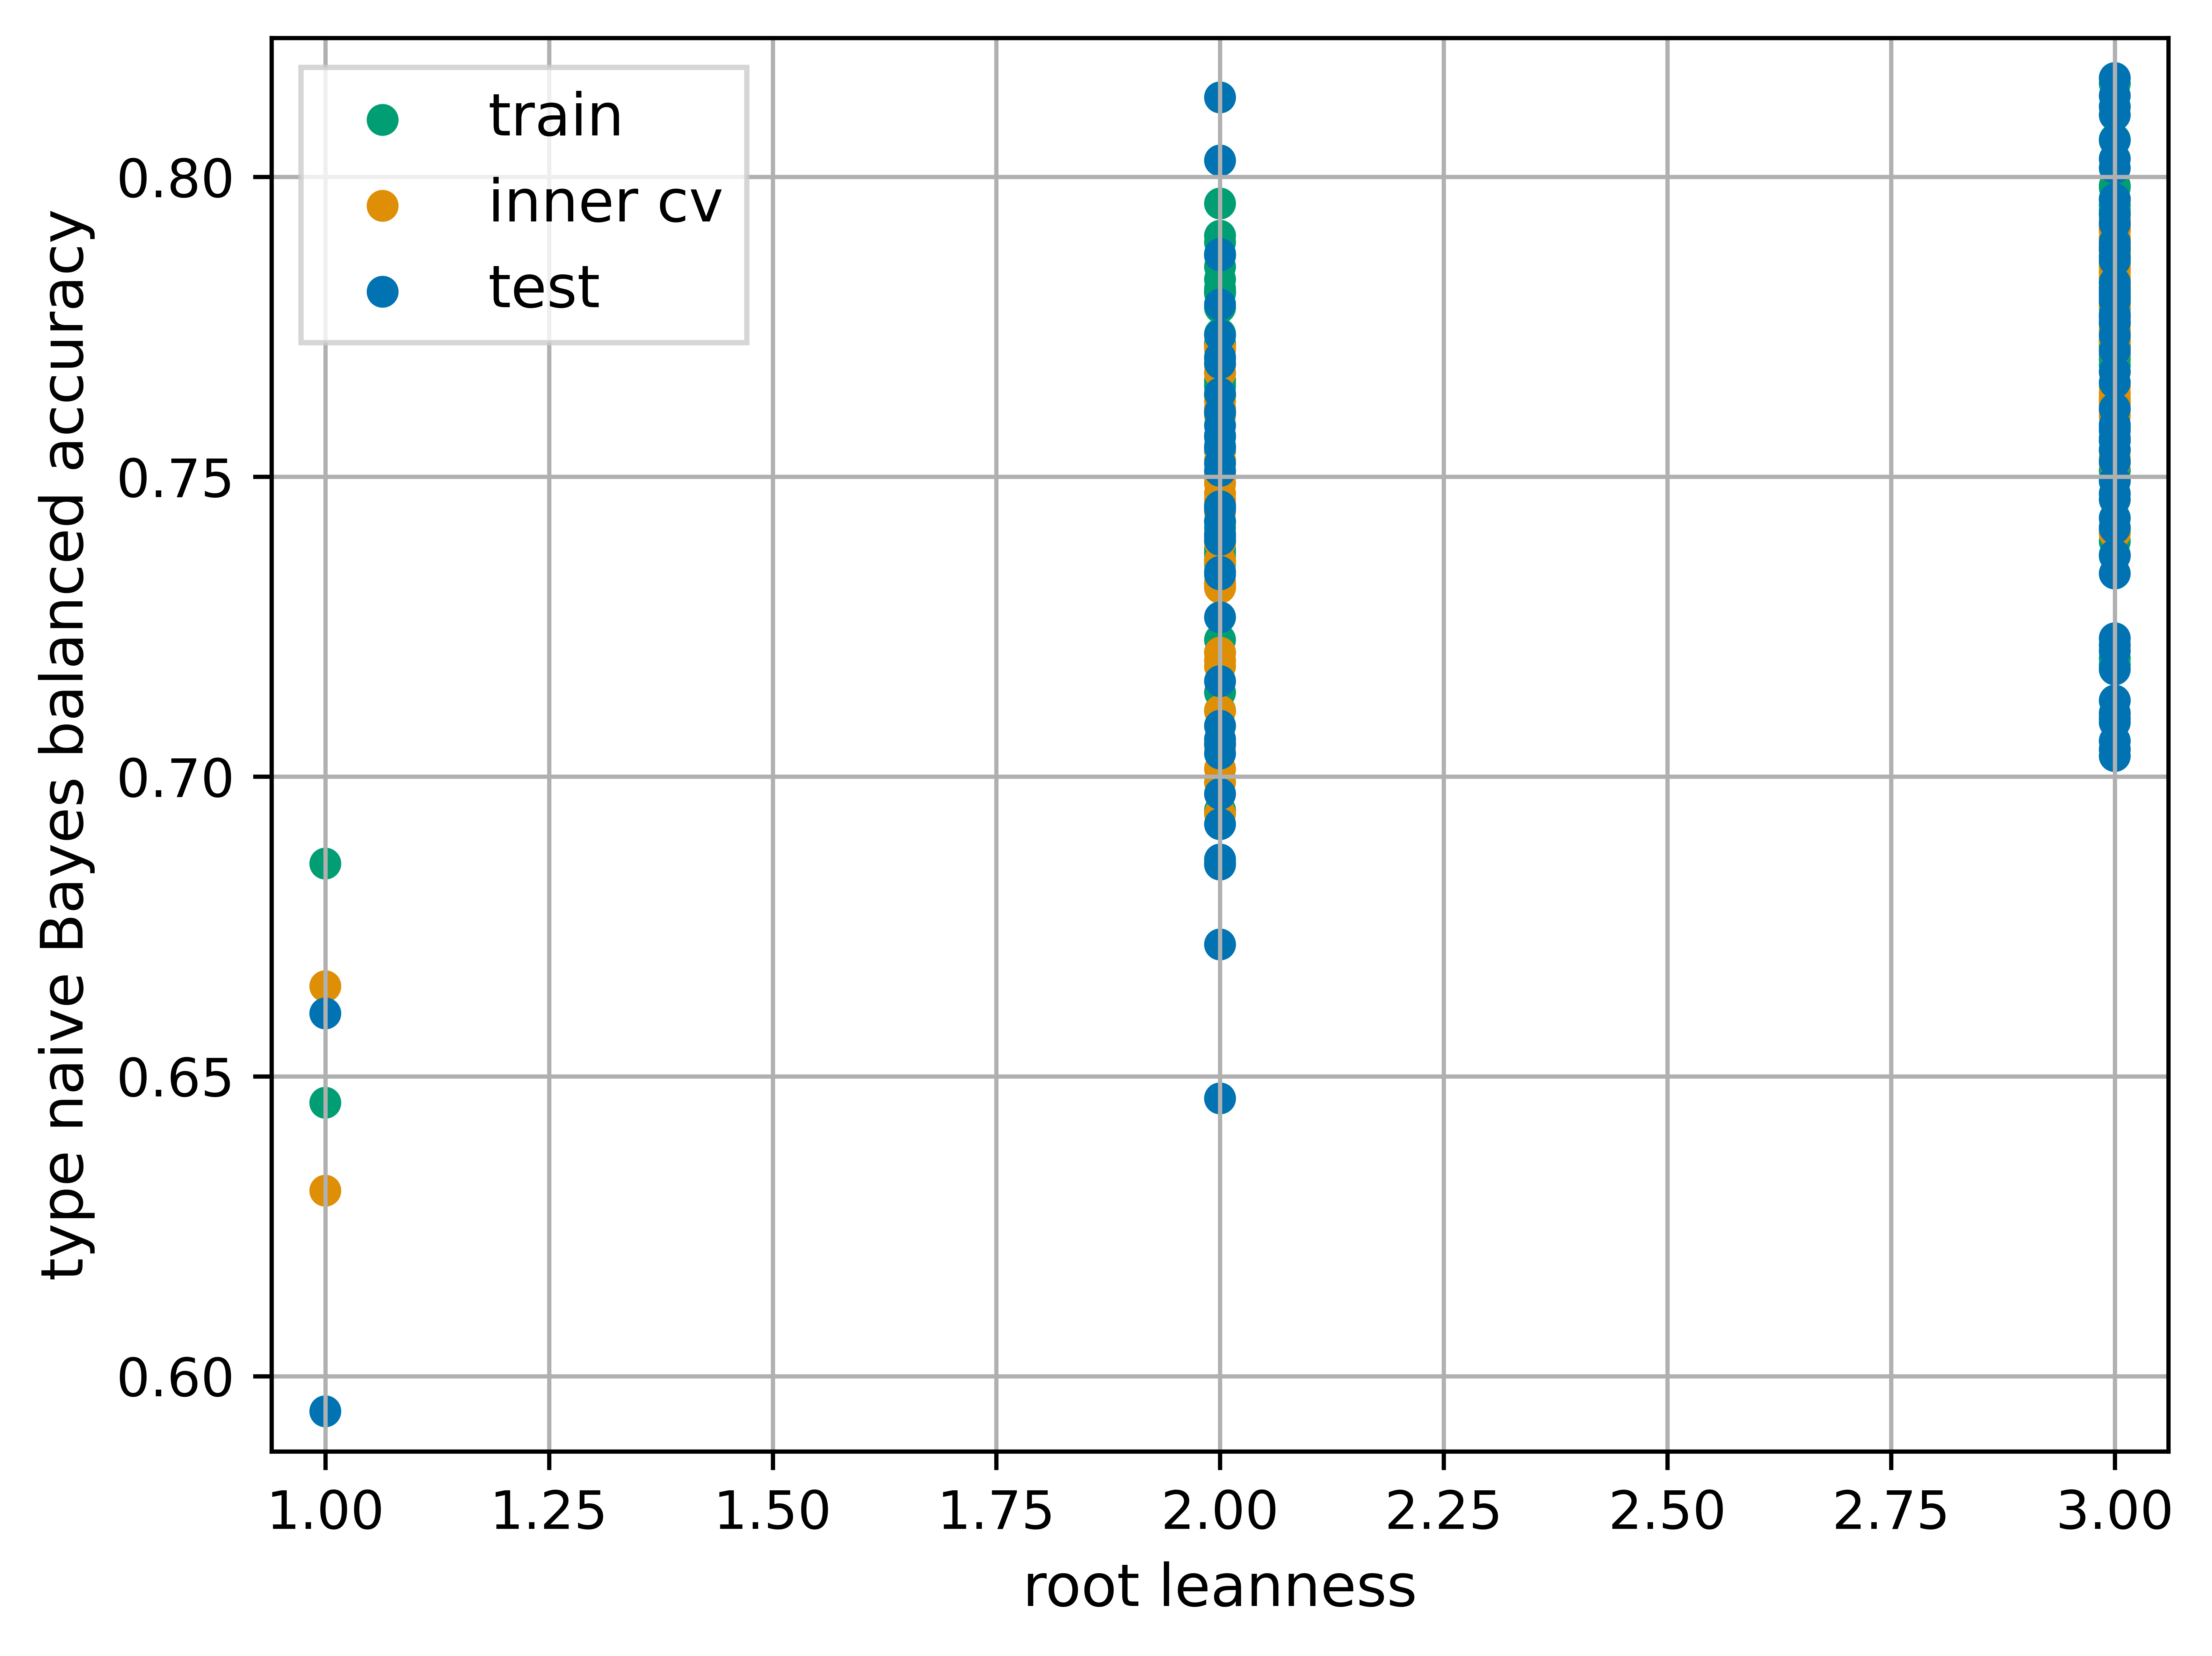 train
inner cv
test
0.80
0.75
0.70
0.65
0.60
type naive Bayes balanced accuracy
1.00 1.25 1.50 1.75 2.00 2.25 2.50 2.75 3.00
root leanness